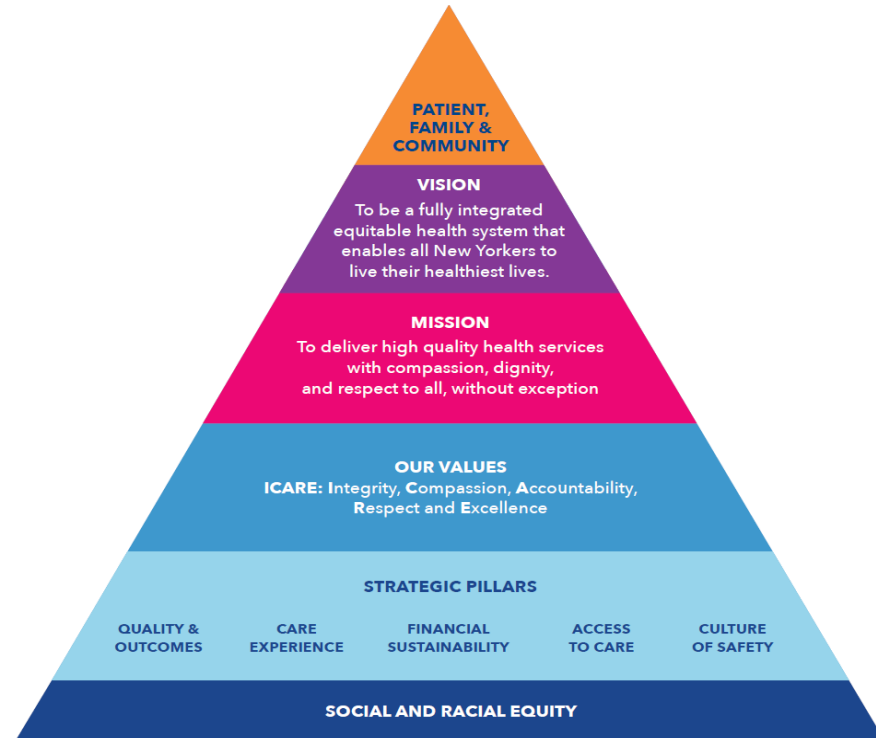 PATIENT,
FAMILY &
COMMUNITY
VISION
To be a fully integrated
equitable health system that
enables all New Yorkers to
live their healthiest lives.
MISSION
To deliver high quality health services
with compassion, dignity,
and respect to all, without exception
OUR VALUES
ICARE: Integrity, Compassion, Accountability,
Respect and Excellence
STRATEGIC PILLARS
QUALITY &
OUTCOMES
CARE
EXPERIENCE
FINANCIAL
SUSTAINABILITY
ACCESS
TO CARE
CULTURE
OF SAFETY
SOCIAL AND RACIAL EQUITY